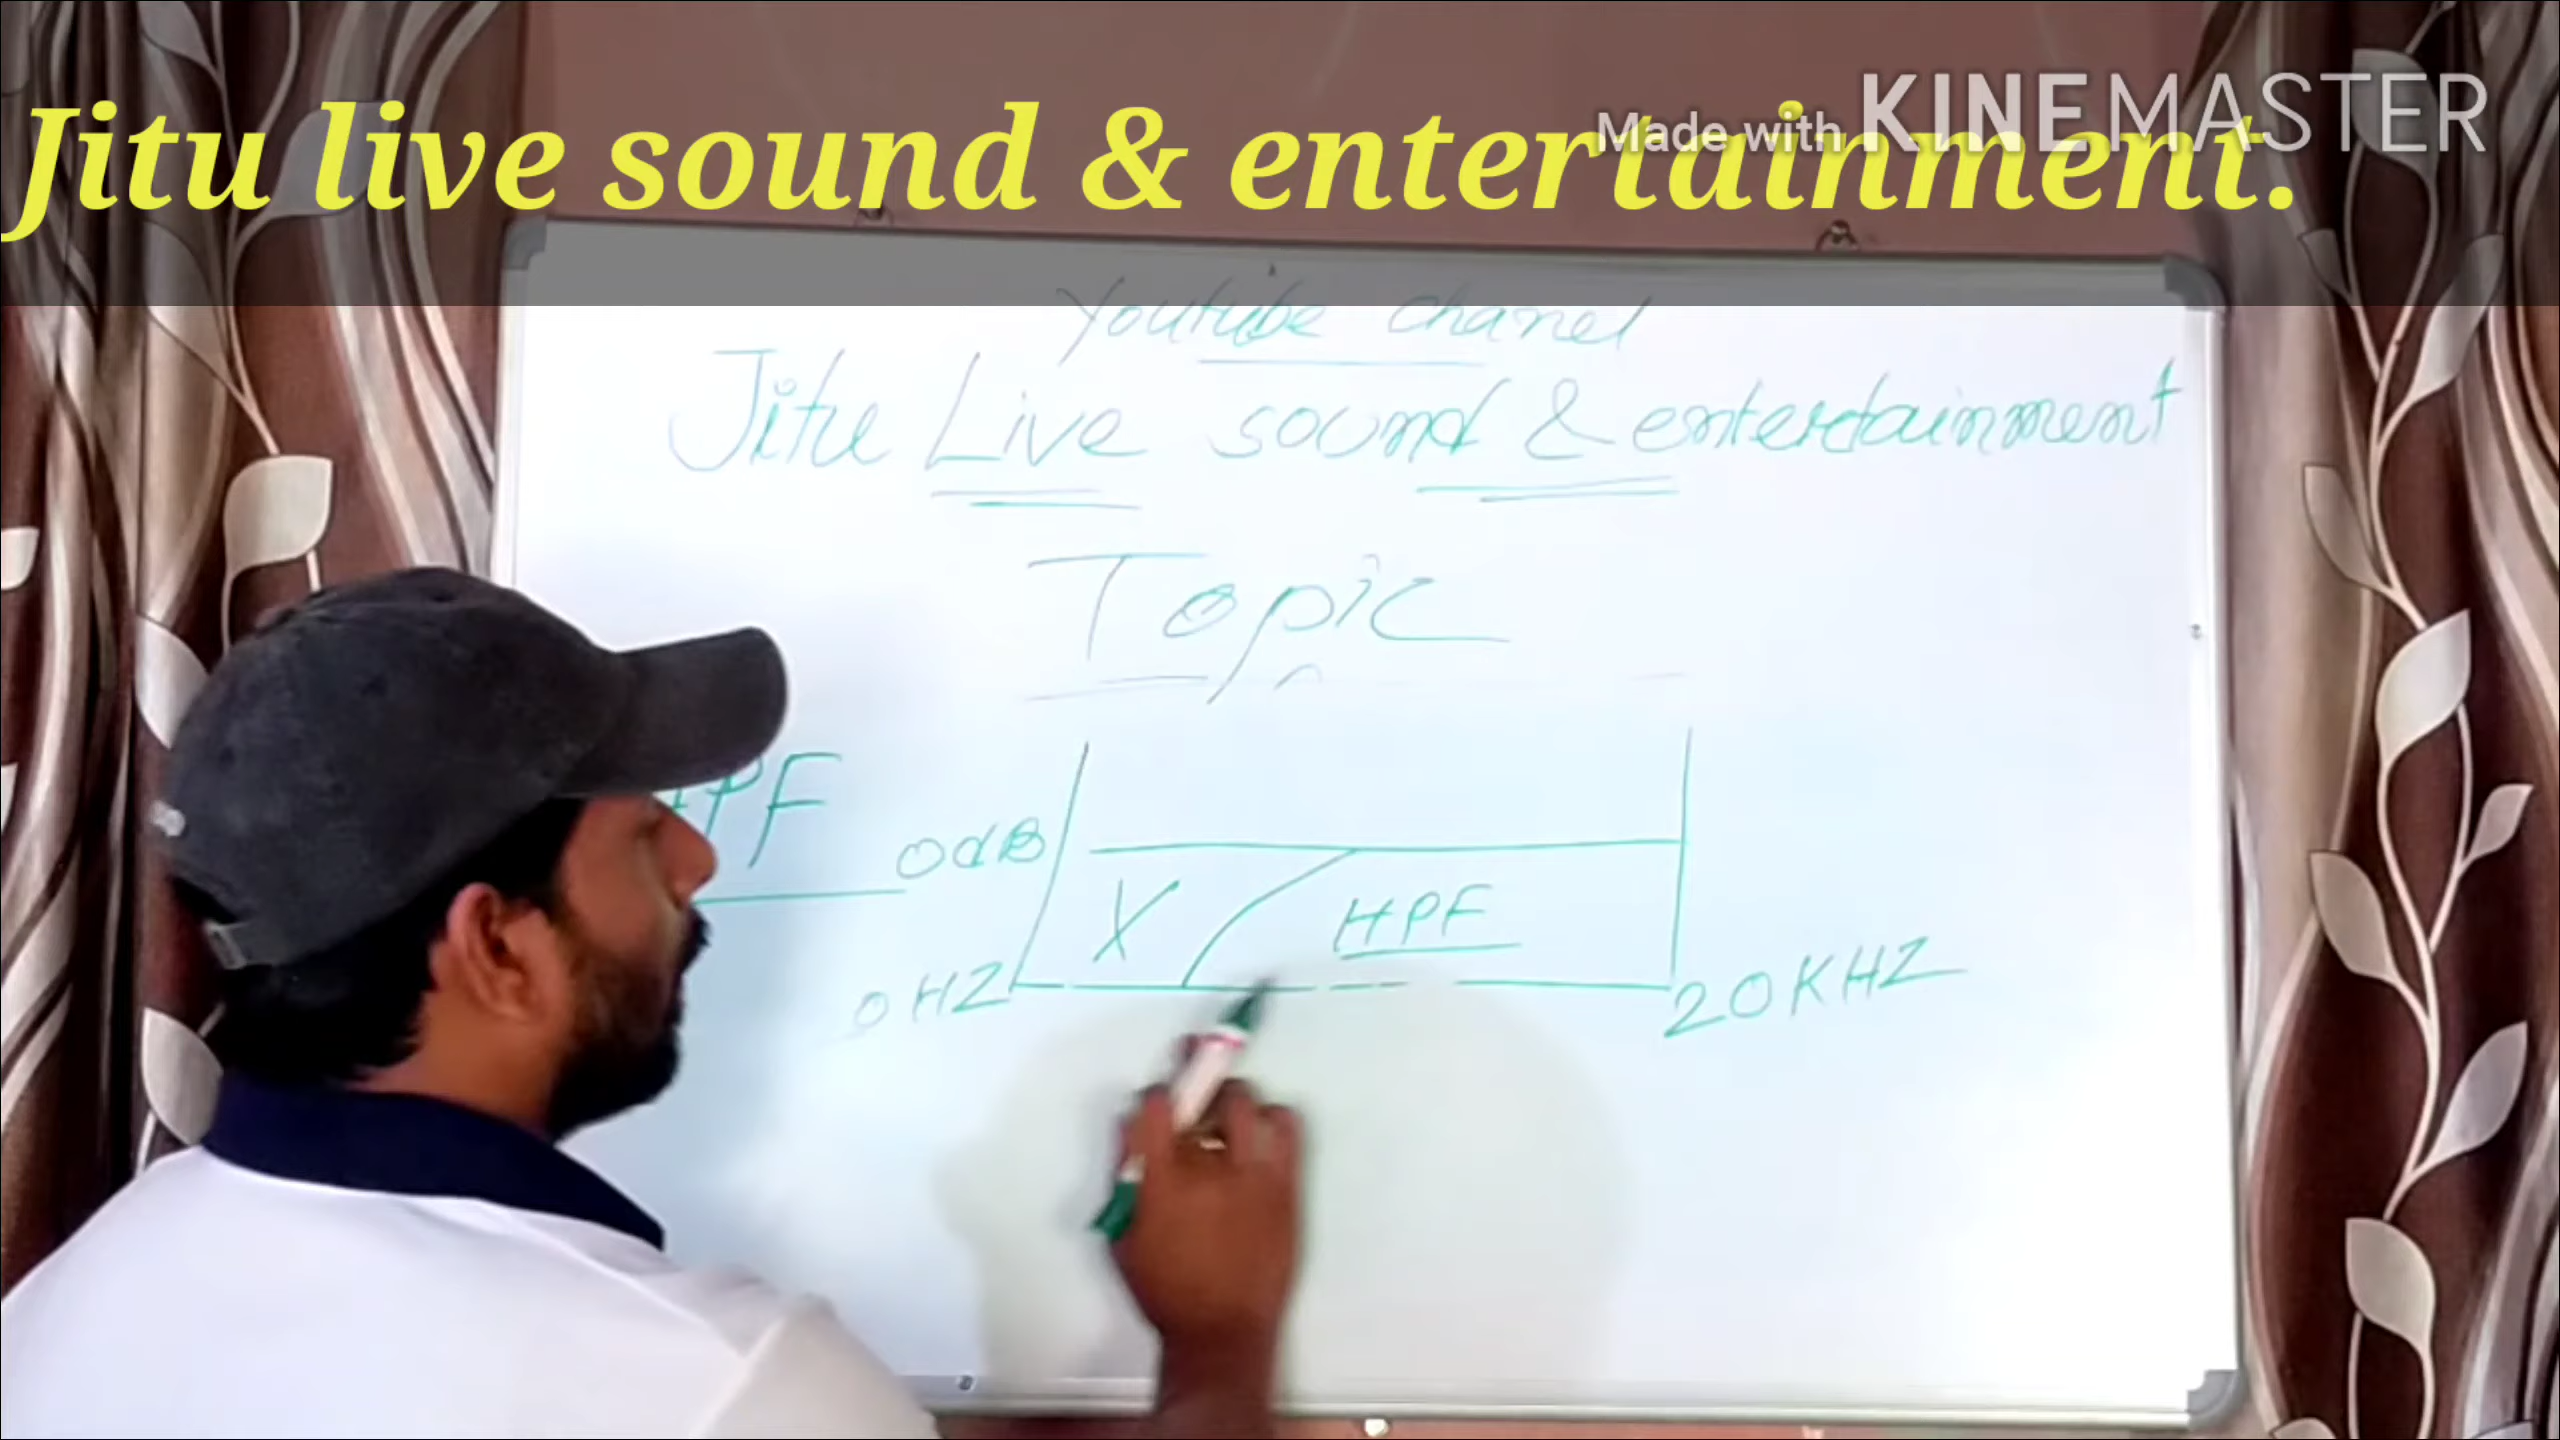 Jitu live sound & entertainment.
Made with KINEMASTER
Youtube chanel
Jitu Live sound & entertainment
Topic
HPF
0dB
X HPF
0HZ
20KHZ